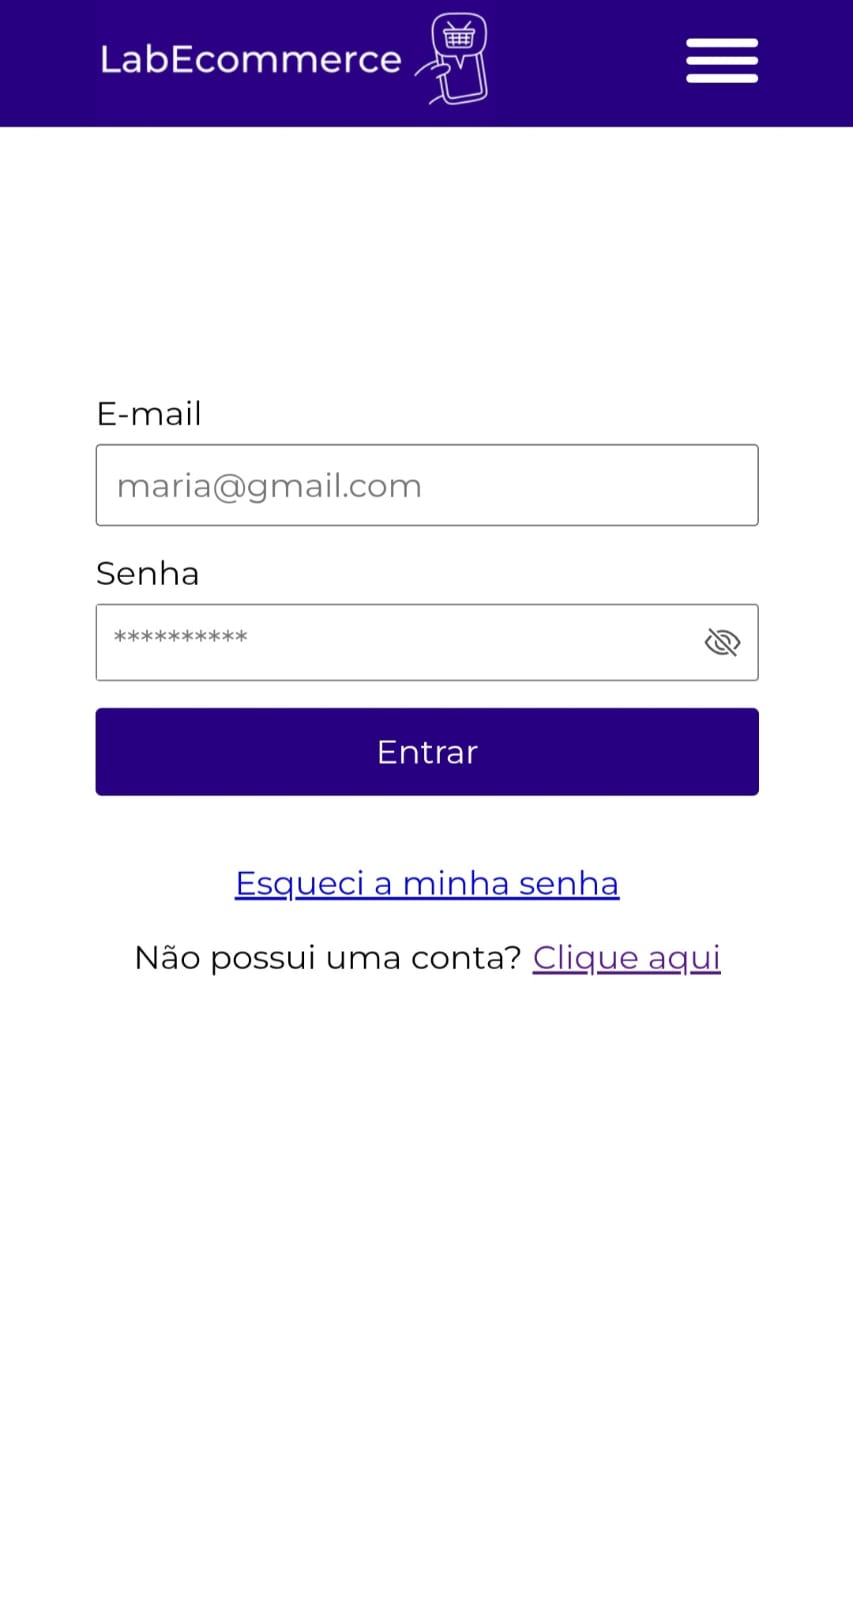 LabEcommerce
E-mail
maria@gmail.com
Senha
**********
Entrar
Esqueci a minha senha
Não possui uma conta? Clique aqui